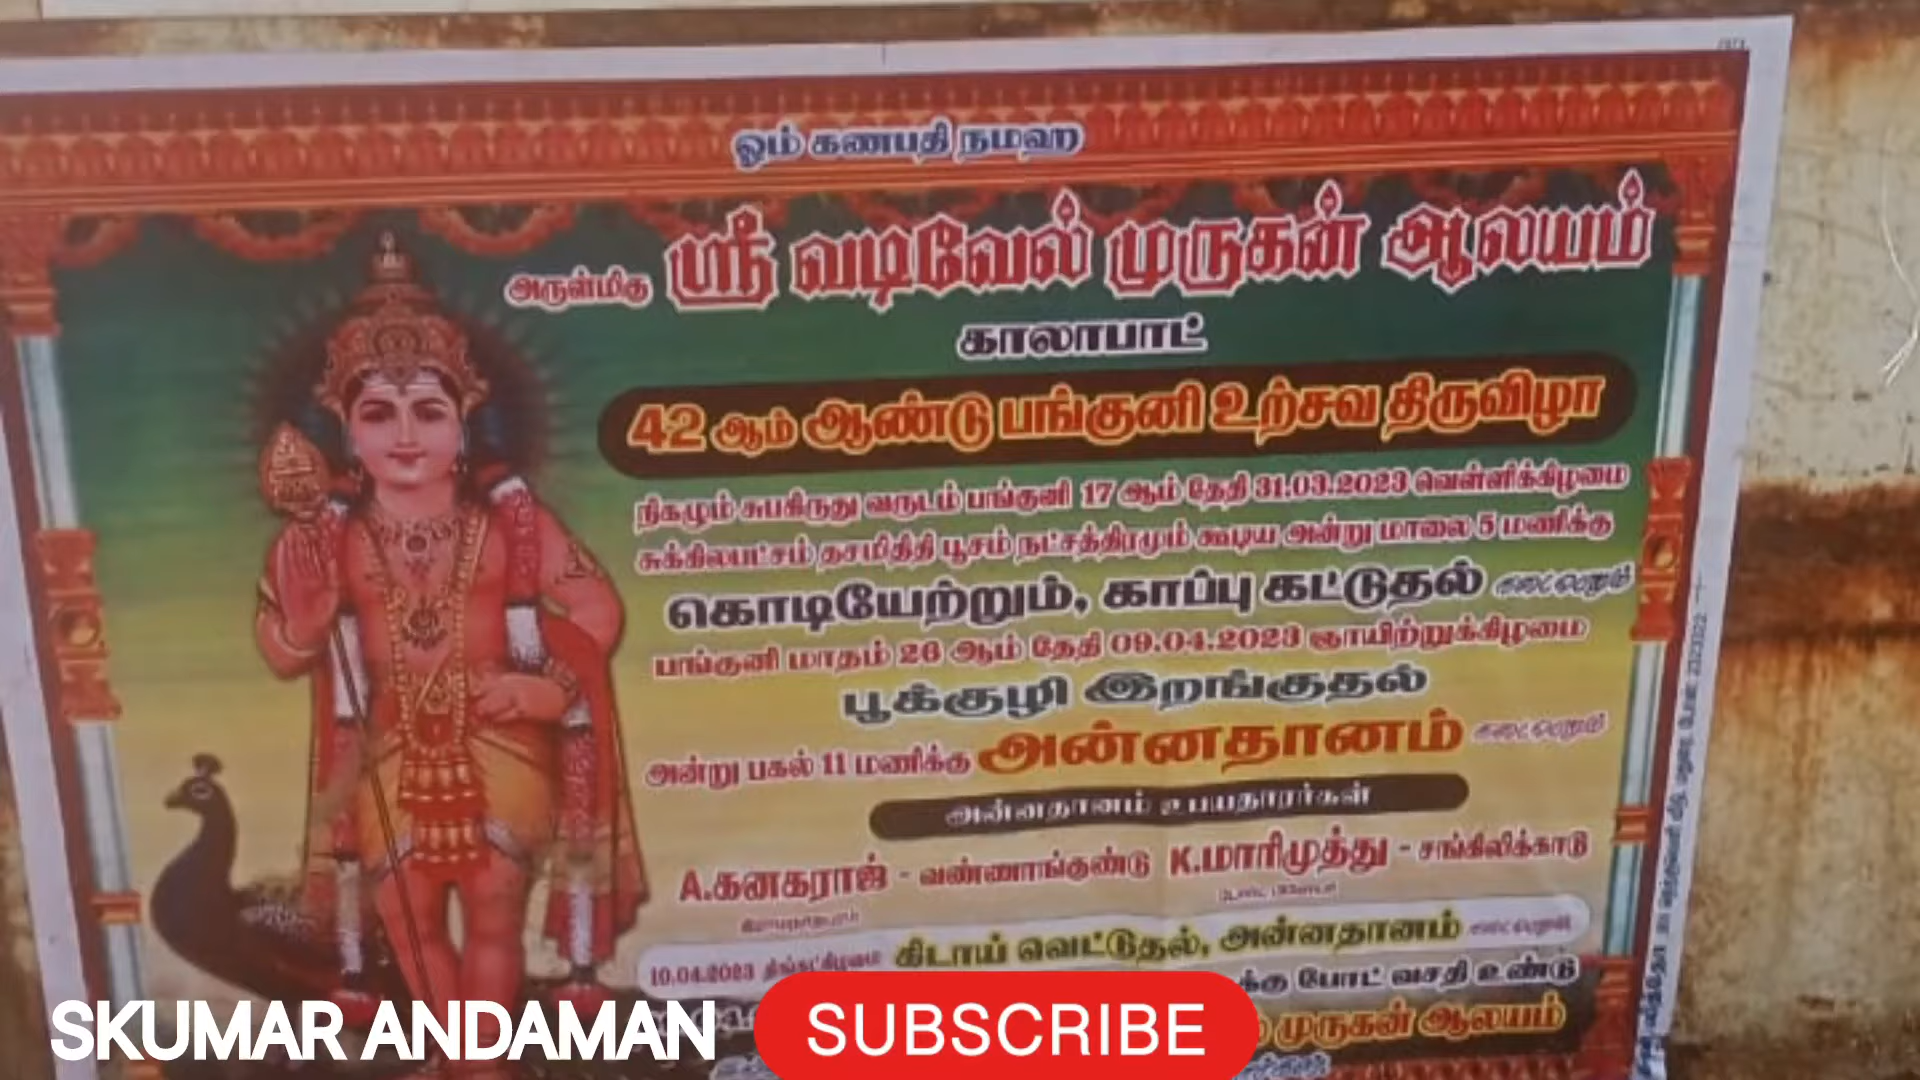 ஓம் கணபதி நமஹ
அருள்மிகு ஸ்ரீ வடிவேல் முருகன் ஆலயம்
காலாபாட்
42 ஆம் ஆண்டு பங்குனி உற்சவ திருவிழா
நிகழும் சுபகிருது வருடம் பங்குனி 17 ஆம் தேதி 31.03.2023 வெள்ளிக்கிழமை
சுக்கிலபட்சம் தசமிதிதி பூசம் நட்சத்திரமும் கூடிய அன்று மாலை 5 மணிக்கு
கொடியேற்றும், காப்பு கட்டுதல் நடைபெறும்
பங்குனி மாதம் 26 ஆம் தேதி 09.04.2023 ஞாயிற்றுக்கிழமை
பூக்குழி இறங்குதல்
அன்று பகல் 11 மணிக்கு அன்னதானம் நடைபெறும்
அன்னதானம் உபயதாரர்கள்
A.கனகராஜ் - வண்ணாங்குண்டு K.மாரிமுத்து - சங்கிலிக்காடு
10.04.2023 திங்கட்கிழமை கிடாய் வெட்டுதல், அன்னதானம் நடைபெறும்
க்கு போட் வசதி உண்டு
முருகன் ஆலயம்
SKUMAR ANDAMAN
SUBSCRIBE